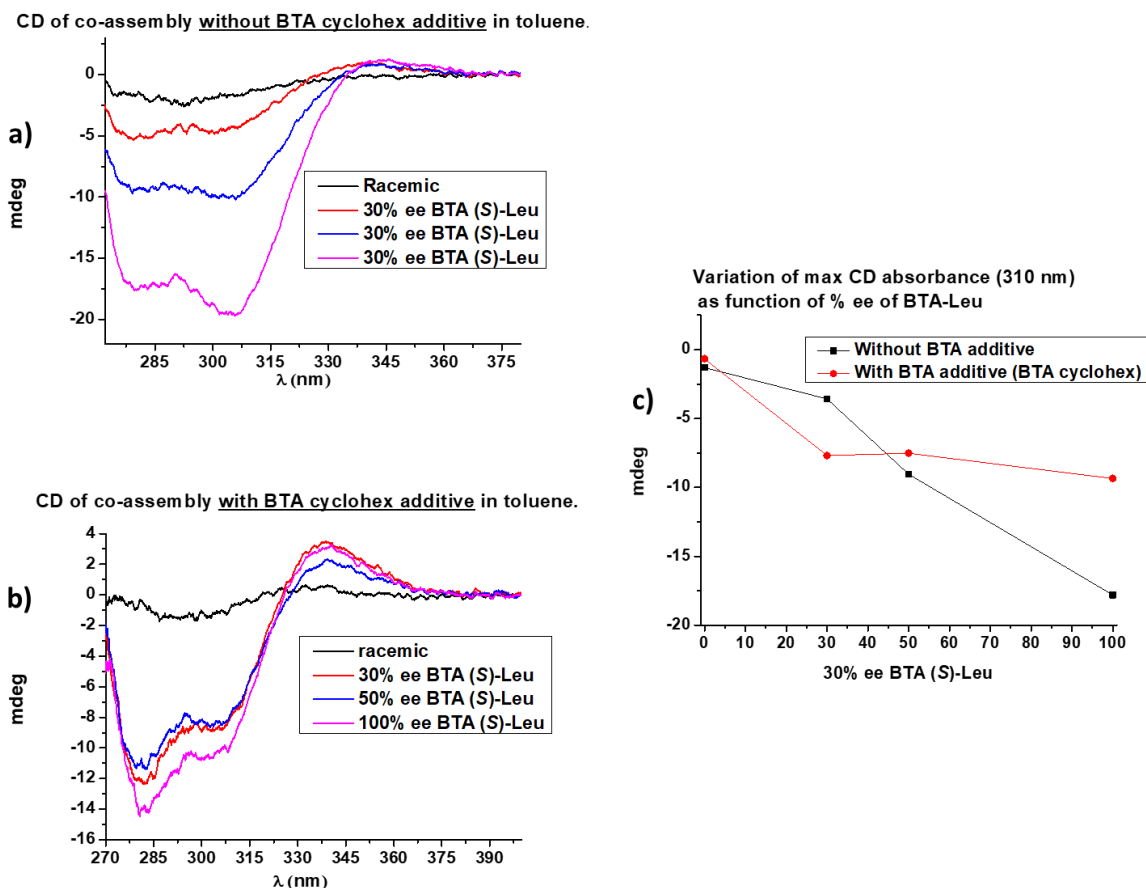 CD of co-assembly without BTA cyclohex additive in toluene.
a)
mdeg
0
-5
-10
-15
-20
Racemic
30% ee BTA (S)-Leu
30% ee BTA (S)-Leu
30% ee BTA (S)-Leu
285 300 315 330 345 360 375
λ (nm)
CD of co-assembly with BTA cyclohex additive in toluene.
b)
mdeg
4
2
0
-2
-4
-6
-8
-10
-12
-14
-16
racemic
30% ee BTA (S)-Leu
50% ee BTA (S)-Leu
100% ee BTA (S)-Leu
270 285 300 315 330 345 360 375 390
λ (nm)
Variation of max CD absorbance (310 nm)
as function of % ee of BTA-Leu
c)
mdeg
0
-5
-10
-15
-20
Without BTA additive
With BTA additive (BTA cyclohex)
0 10 20 30 40 50 60 70 80 90 100
30% ee BTA (S)-Leu